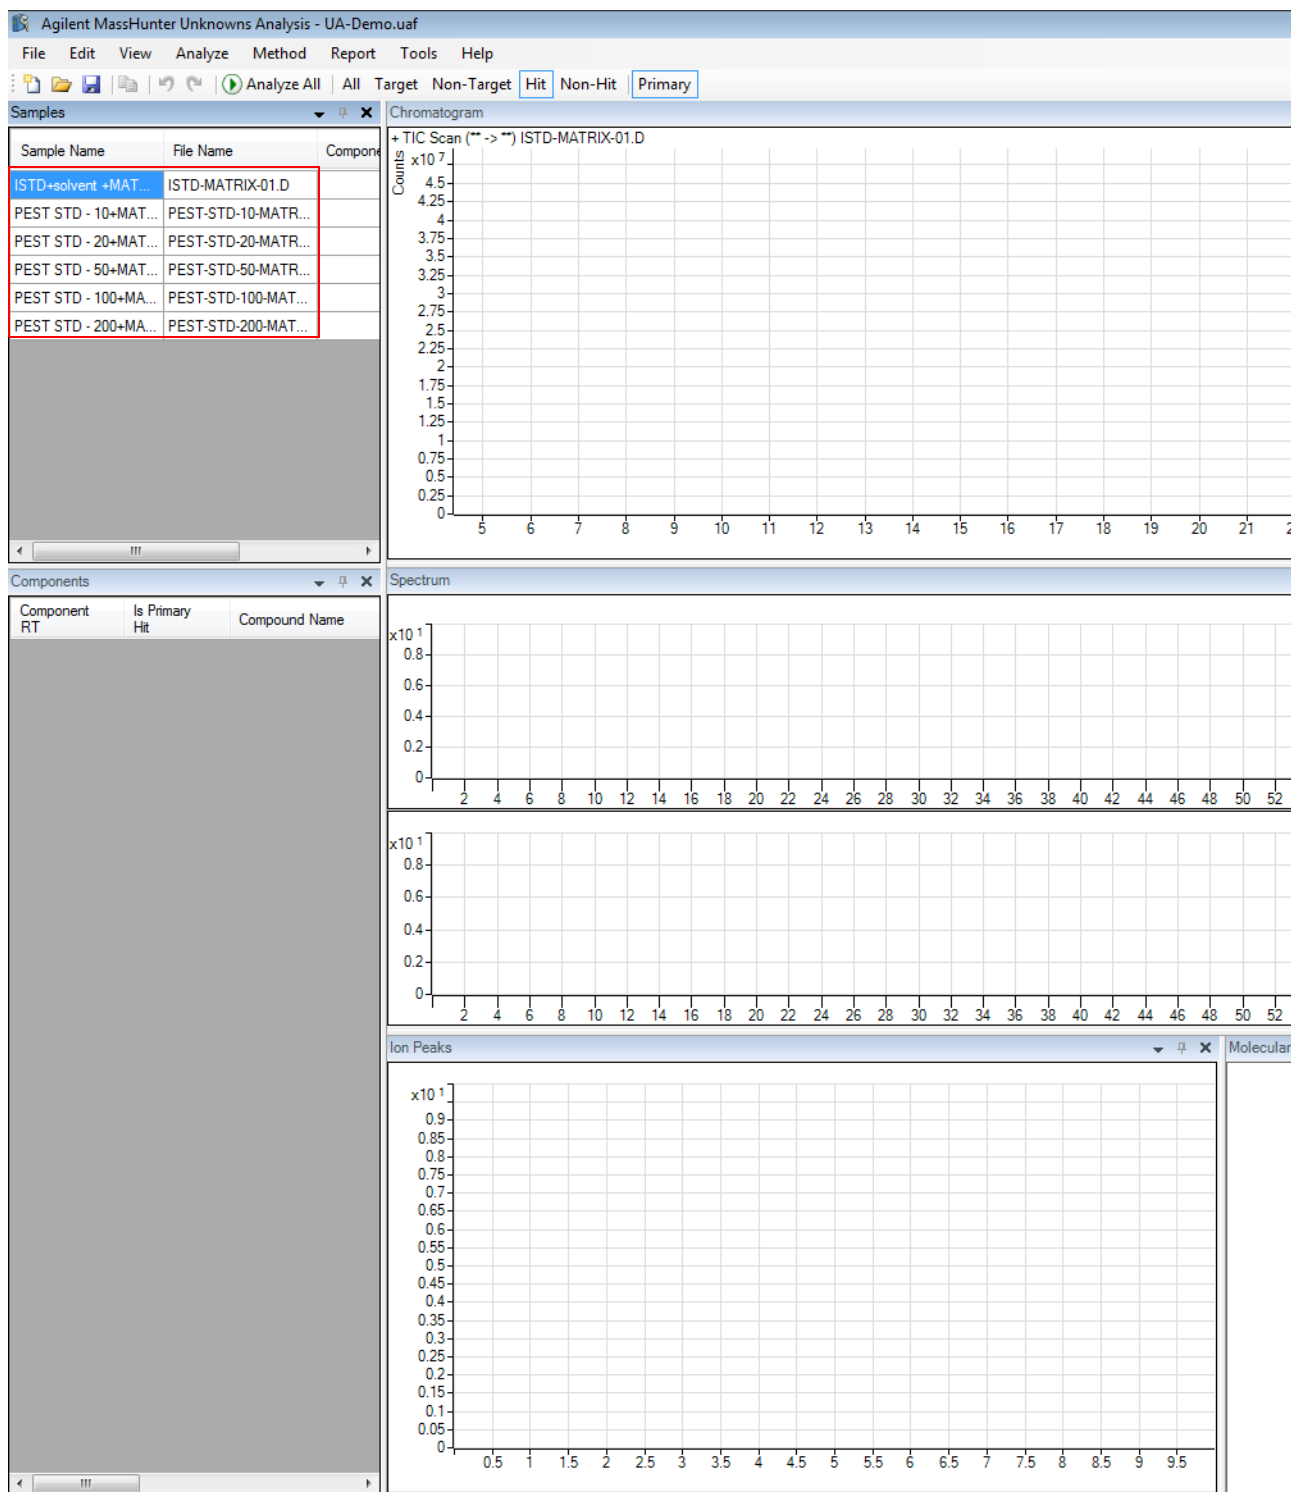 Agilent MassHunter Unknowns Analysis - UA-Demo.uaf
File Edit View Analyze Method Report Tools Help
Analyze All All Target Non-Target Hit Non-Hit Primary
Samples
Sample Name File Name Compone
ISTD+solvent +MAT... ISTD-MATRIX-01.D
PEST STD - 10+MAT... PEST-STD-10-MATR...
PEST STD - 20+MAT... PEST-STD-20-MATR...
PEST STD - 50+MAT... PEST-STD-50-MATR...
PEST STD - 100+MA... PEST-STD-100-MAT...
PEST STD - 200+MA... PEST-STD-200-MAT...
Chromatogram
+ TIC Scan (** -> **) ISTD-MATRIX-01.D
Counts
x10 7
4.5
4.25
4
3.75
3.5
3.25
3
2.75
2.5
2.25
2
1.75
1.5
1.25
1
0.75
0.5
0.25
0
5 6 7 8 9 10 11 12 13 14 15 16 17 18 19 20 21
Components
Component RT Is Primary Hit Compound Name
Spectrum
x10 1
0.8
0.6
0.4
0.2
0
2 4 6 8 10 12 14 16 18 20 22 24 26 28 30 32 34 36 38 40 42 44 46 48 50 52
x10 1
0.8
0.6
0.4
0.2
0
2 4 6 8 10 12 14 16 18 20 22 24 26 28 30 32 34 36 38 40 42 44 46 48 50 52
Ion Peaks
Molecular
x10 1
0.9
0.85
0.8
0.75
0.7
0.65
0.6
0.55
0.5
0.45
0.4
0.35
0.3
0.25
0.2
0.15
0.1
0.05
0
0.5 1 1.5 2 2.5 3 3.5 4 4.5 5 5.5 6 6.5 7 7.5 8 8.5 9 9.5